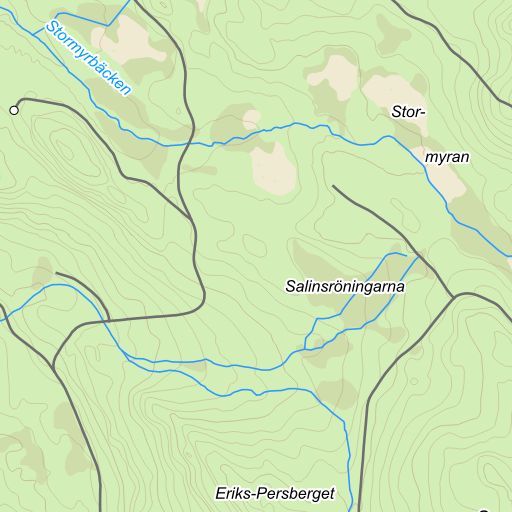 Stormyrbäcken
Stor-
myran
Salinsröningarna
Eriks-Persberget